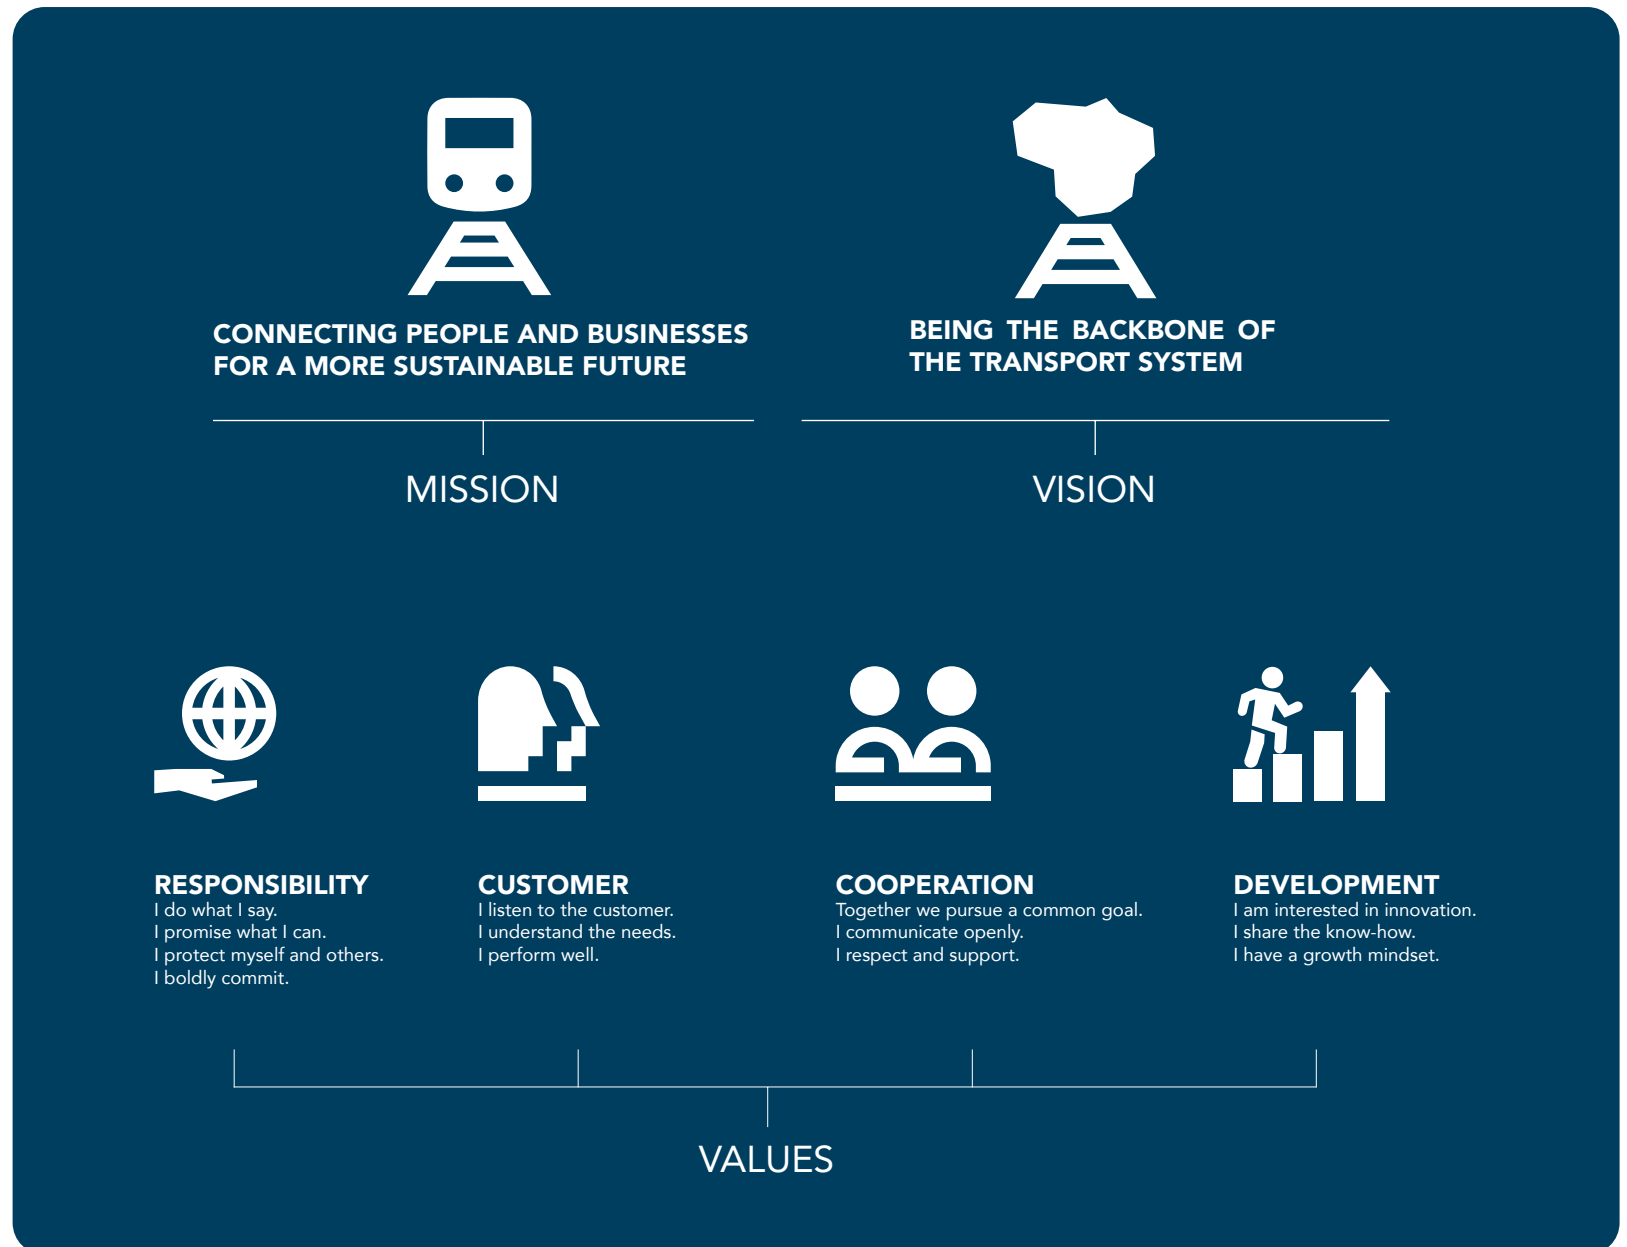 CONNECTING PEOPLE AND BUSINESSES
FOR A MORE SUSTAINABLE FUTURE
MISSION
BEING THE BACKBONE OF
THE TRANSPORT SYSTEM
VISION
RESPONSIBILITY
I do what I say.
I promise what I can.
I protect myself and others.
I boldly commit.
CUSTOMER
I listen to the customer.
I understand the needs.
I perform well.
COOPERATION
Together we pursue a common goal.
I communicate openly.
I respect and support.
DEVELOPMENT
I am interested in innovation.
I share the know-how.
I have a growth mindset.
VALUES